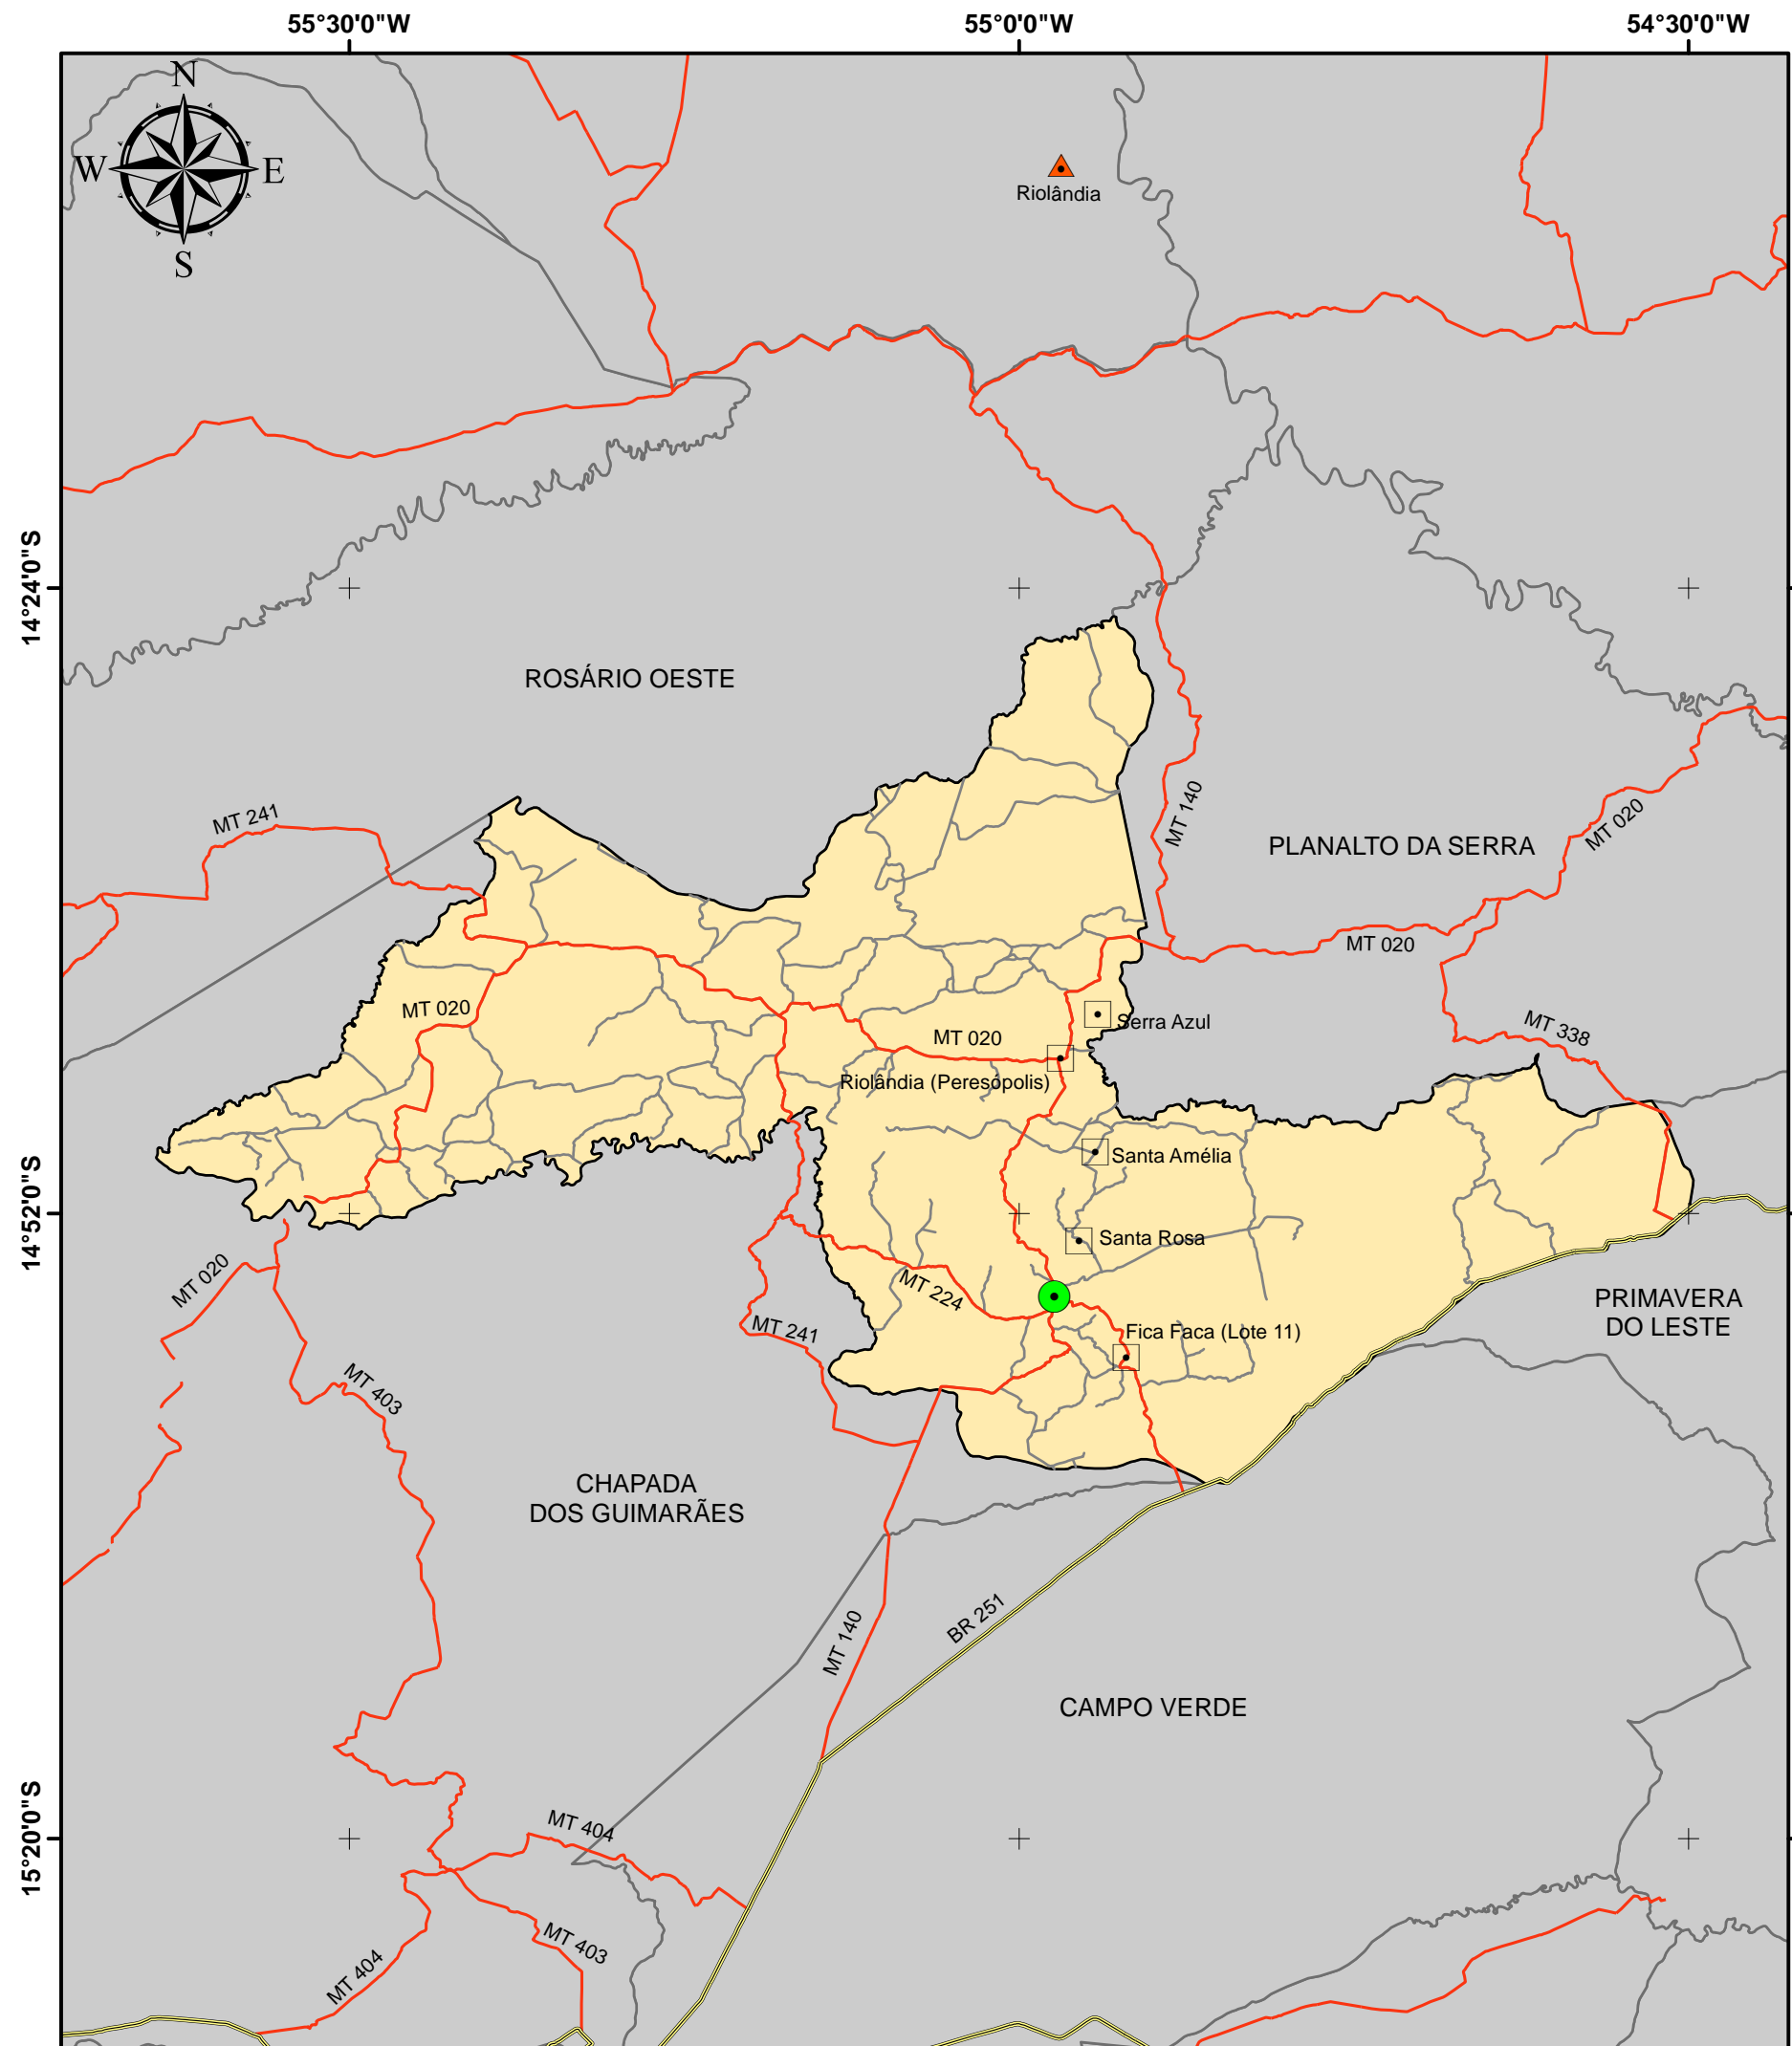 55°30'0"W
55°0'0"W
54°30'0"W
N
W
E
S
Riolândia
14°24'0"S
ROSÁRIO OESTE
MT 241
MT 140
PLANALTO DA SERRA
MT 020
MT 020
MT 020
MT 020
Serra Azul
MT 338
Riolândia (Peresópolis)
Santa Amélia
14°52'0"S
Santa Rosa
MT 020
MT 224
PRIMAVERA
DO LESTE
MT 241
Fica Faca (Lote 11)
MT 403
CHAPADA
DOS GUIMARÃES
MT 140
BR 251
CAMPO VERDE
15°20'0"S
MT 404
MT 403
MT 404